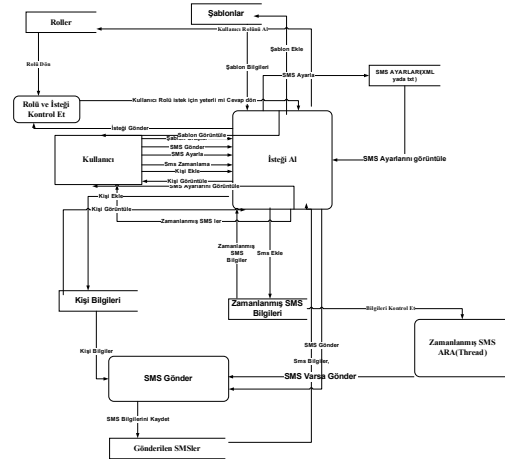 Şablonlar
Roller
Kullanıcı Rolünü Al
Şablon Ekle
Rolü Dön
Şablon Bilgileri
SMS Ayarla
SMS AYARLARI(XML
yada txt)
Rolü ve İsteği
Kontrol Et
Kullanıcı Rolü istek için yeterli mi Cevap dön
İsteği Gönder
Şablon Görüntüle
Kullanıcı
SMS Gönder
SMS Ayarla
Sms Zamanlama
Kişi Ekle
Kişi Görüntüle
SMS Ayarlarını Görüntüle
İsteği Al
SMS Ayarlarını görüntüle
Kişi Ekle
Kişi Görüntüle
Zamanlanmış SMS ler
Zamanlanmış
SMS
Bilgiler
Sms Ekle
Kişi Bilgileri
Zamanlanmış SMS
Bilgileri
Bilgileri Kontrol Et
Zamanlanmış SMS
ARA(Thread)
Kişi Bilgiler
SMS Gönder
Sms Bilgiler,
SMS Varsa Gönder
SMS Gönder
SMS Bilgilerini Kaydet
Gönderilen SMSler